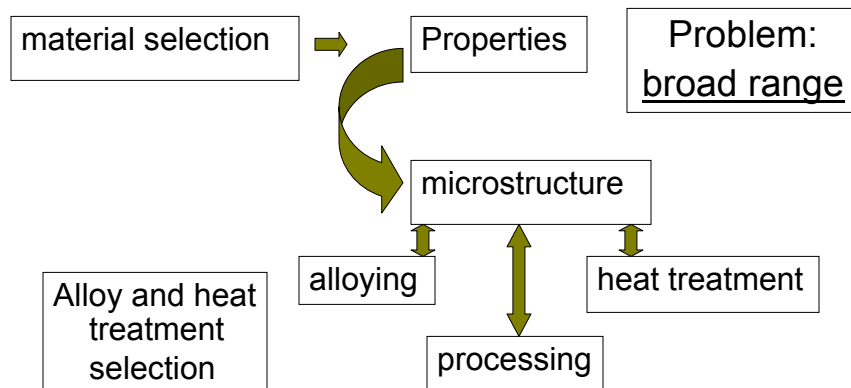 material selection
Properties
Problem:
broad range
microstructure
alloying
heat treatment
Alloy and heat
treatment
selection
processing